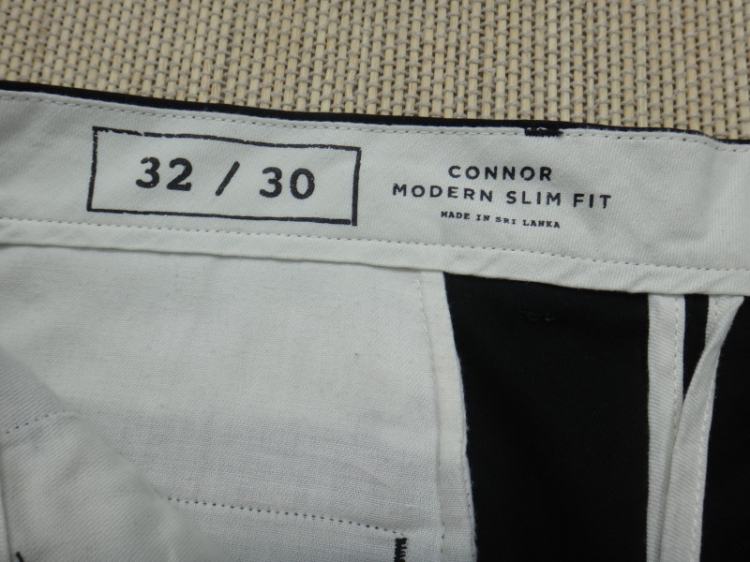 32 / 30
CONNOR
MODERN SLIM FIT
MADE IN SRI LANKA